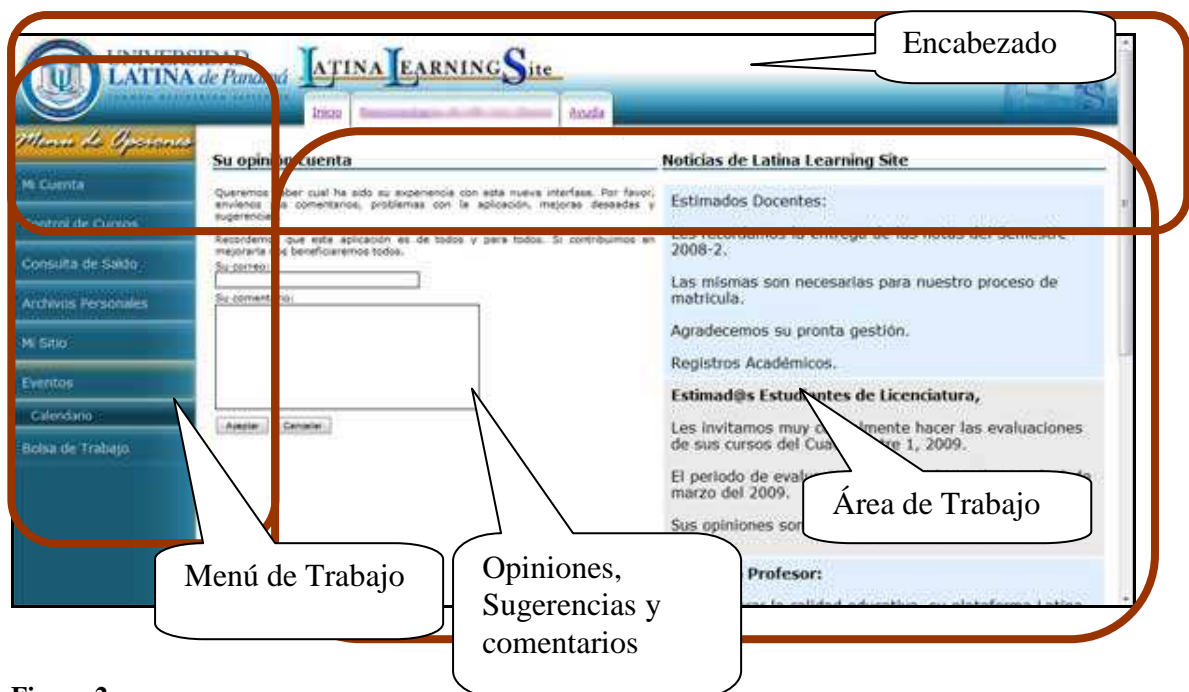 Encabezado
UNIVERSIDAD
LATINA de Panamá
LATINA LEARNING Site
Inicio
Ayuda
Menú de Opciones
Mi Cuenta
Control de Cursos
Consulta de Saldo
Archivos Personales
Mi Sitio
Eventos
Calendario
Bolsa de Trabajo
Su opinión cuenta
Queremos saber cual ha sido su experiencia con esta nueva interfase. Por favor,
envíenos sus comentarios, problemas con la aplicación, mejoras deseadas y
sugerencias.
Recordemos que esta aplicación es de todos y para todos. Si contribuimos en
mejorarla nos beneficiaremos todos.
Su correo:
Su comentario:
Aceptar Cancelar
Noticias de Latina Learning Site
Estimados Docentes:
Les recordamos la entrega de las notas del Semestre
2008-2.
Las mismas son necesarias para nuestro proceso de
matricula.
Agradecemos su pronta gestión.
Registros Académicos.
Estimad@s Estudiantes de Licenciatura,
Les invitamos muy cordialmente hacer las evaluaciones
de sus cursos del Cuatrimestre 1, 2009.
El periodo de
marzo del 2009.
Sus opiniones son
Profesor:
la calidad educativa, su plataforma Latina
Menú de Trabajo
Opiniones,
Sugerencias y
comentarios
Área de Trabajo